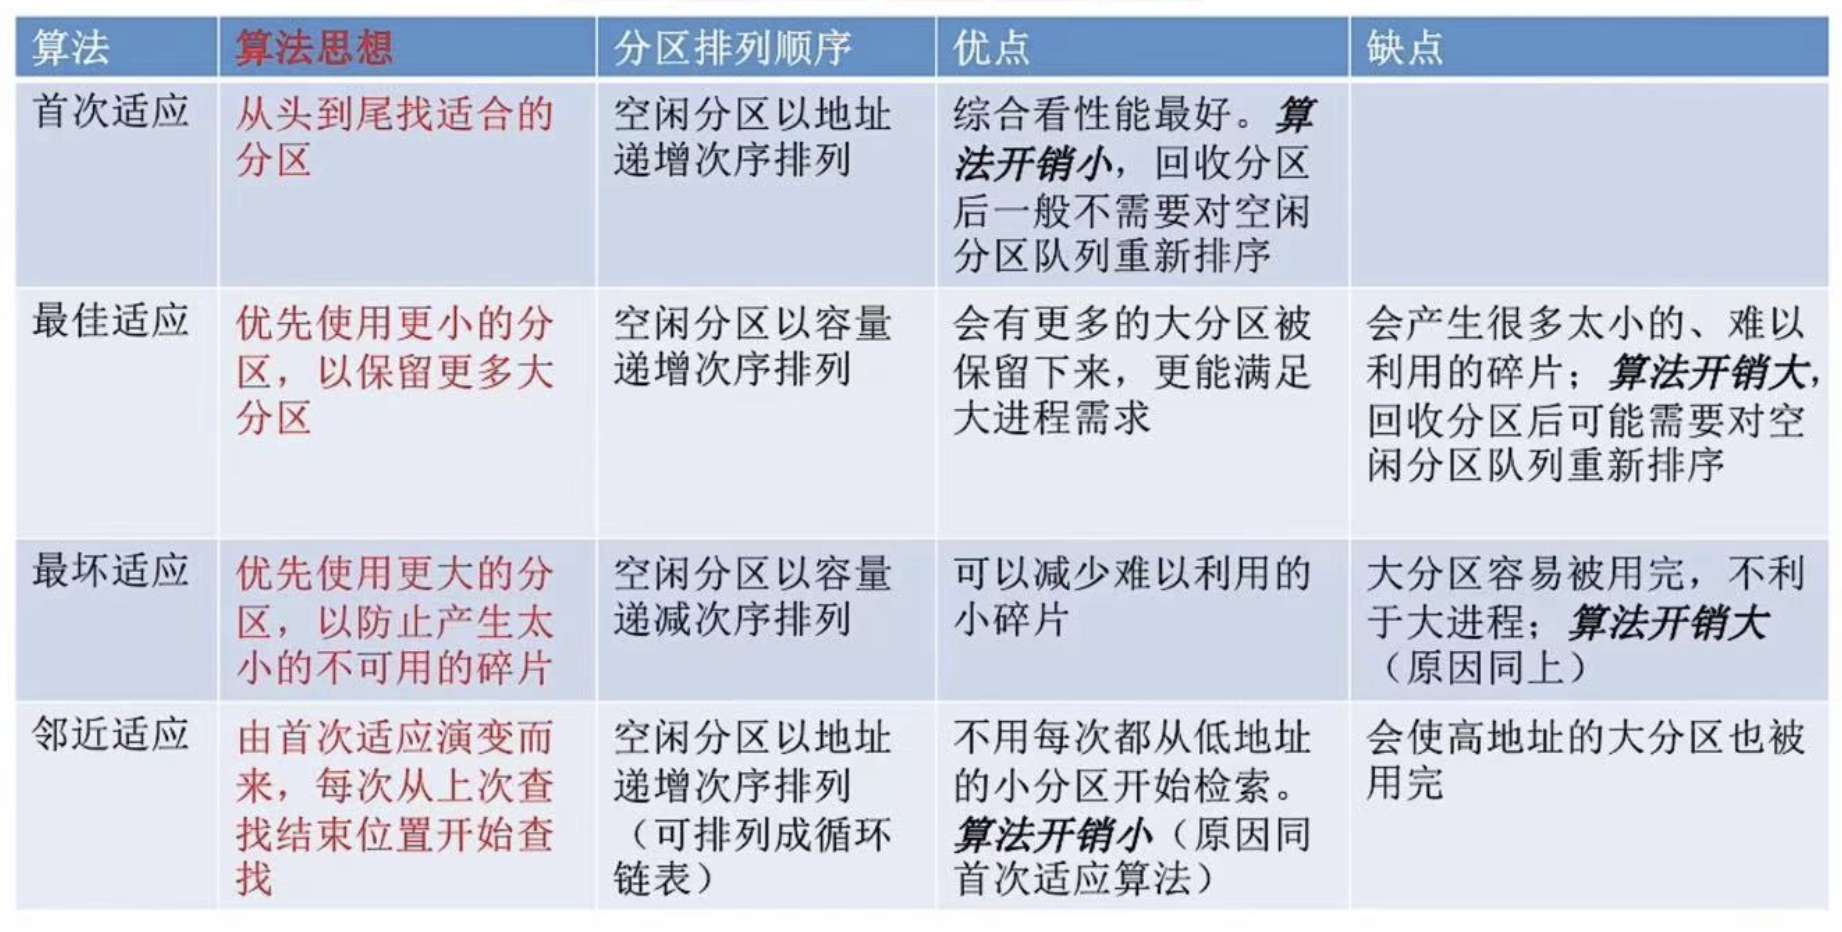 算法
算法思想
分区排列顺序
优点
缺点
首次适应
从头到尾找适合的
分区
空闲分区以地址
递增次序排列
综合看性能最好。算
法开销小，回收分区
后一般不需要对空闲
分区队列重新排序
最佳适应
优先使用更小的分
区，以保留更多大
分区
空闲分区以容量
递增次序排列
会有更多的大分区被
保留下来，更能满足
大进程需求
会产生很多太小的、难以
利用的碎片；算法开销大，
回收分区后可能需要对空
闲分区队列重新排序
最坏适应
优先使用更大的分
区，以防止产生太
小的不可用的碎片
空闲分区以容量
递减次序排列
可以减少难以利用的
小碎片
大分区容易被用完，不利
于大进程；算法开销大
（原因同上）
邻近适应
由首次适应演变而
来，每次从上次查
找结束位置开始查
找
空闲分区以地址
递增次序排列
（可排列成循环
链表）
不用每次都从低地址
的小分区开始检索。
算法开销小（原因同
首次适应算法）
会使高地址的大分区也被
用完